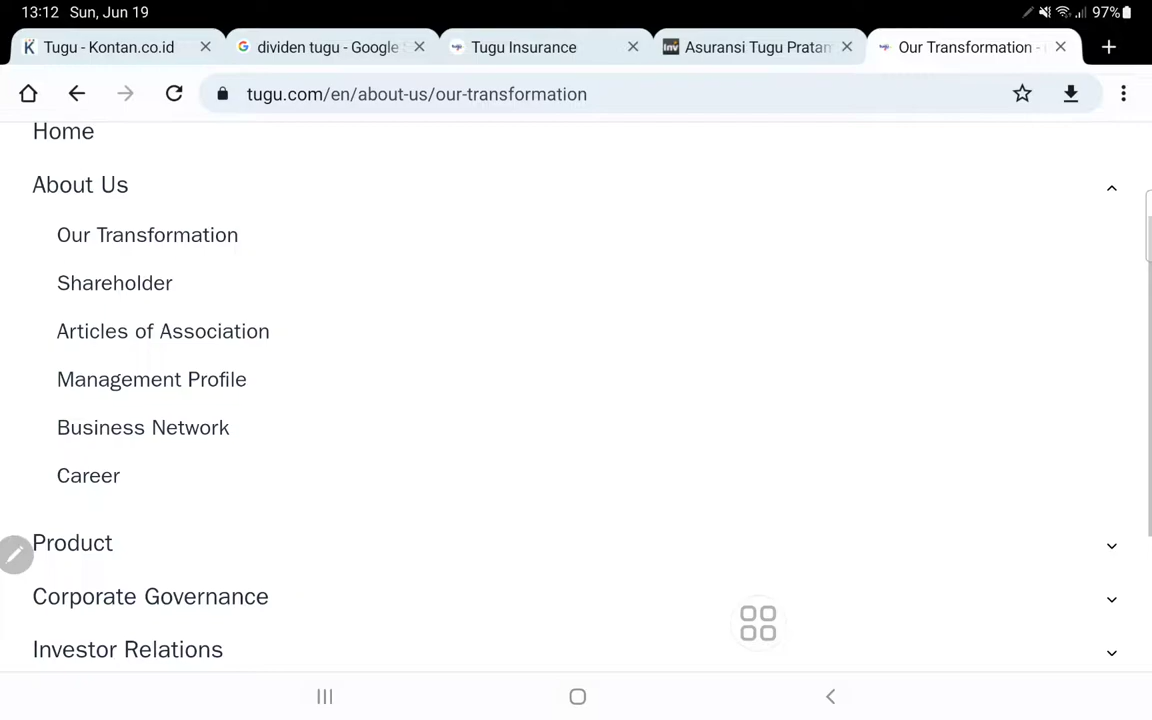 13:12 Sun, Jun 19
97%
Tugu - Kontan.co.id
dividen tugu - Google
Tugu Insurance
Asuransi Tugu Pratam
Our Transformation -
tugu.com/en/about-us/our-transformation
Home
About Us
Our Transformation
Shareholder
Articles of Association
Management Profile
Business Network
Career
Product
Corporate Governance
Investor Relations